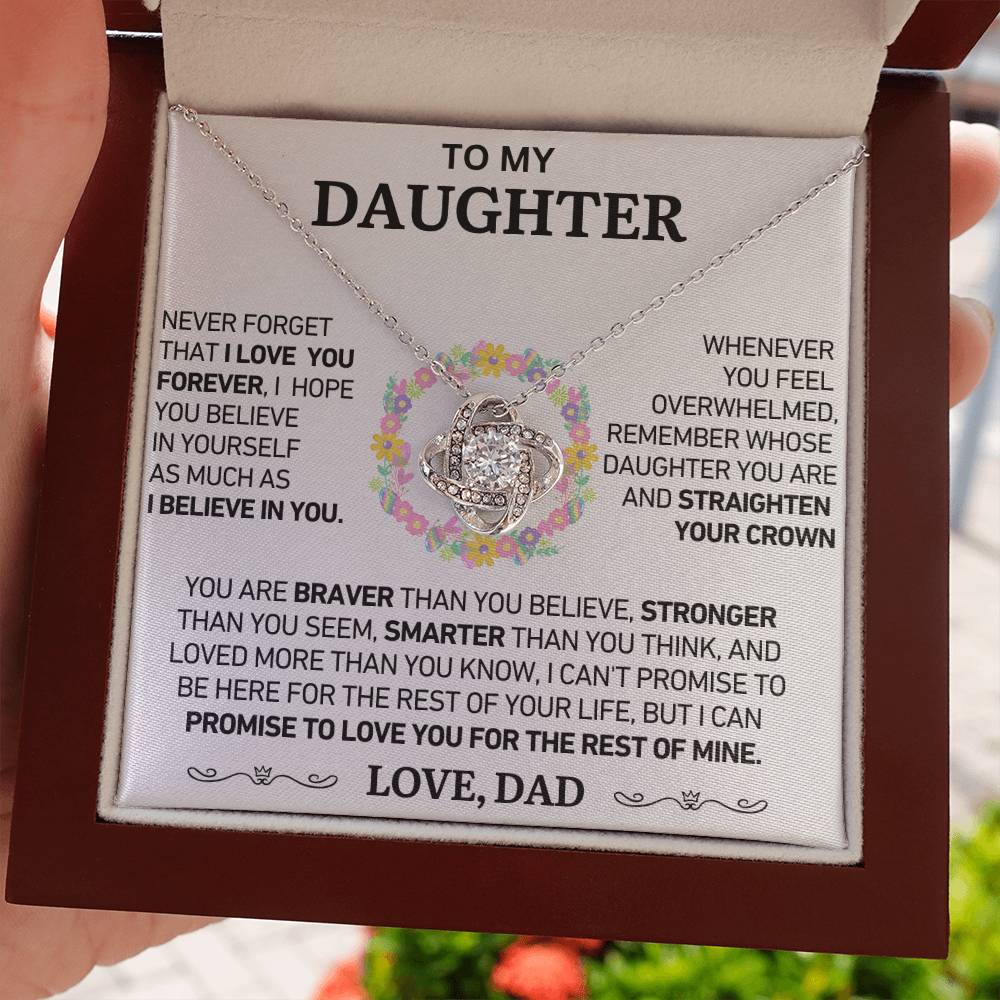 TO MY
DAUGHTER
NEVER FORGET
THAT I LOVE YOU
FOREVER, I HOPE
YOU BELIEVE
IN YOURSELF
AS MUCH AS
I BELIEVE IN YOU.
WHENEVER
YOU FEEL
OVERWHELMED,
REMEMBER WHOSE
DAUGHTER YOU ARE
AND STRAIGHTEN
YOUR CROWN
YOU ARE BRAVER THAN YOU BELIEVE, STRONGER
THAN YOU SEEM, SMARTER THAN YOU THINK, AND
LOVED MORE THAN YOU KNOW, I CAN'T PROMISE TO
BE HERE FOR THE REST OF YOUR LIFE, BUT I CAN
PROMISE TO LOVE YOU FOR THE REST OF MINE.
LOVE, DAD